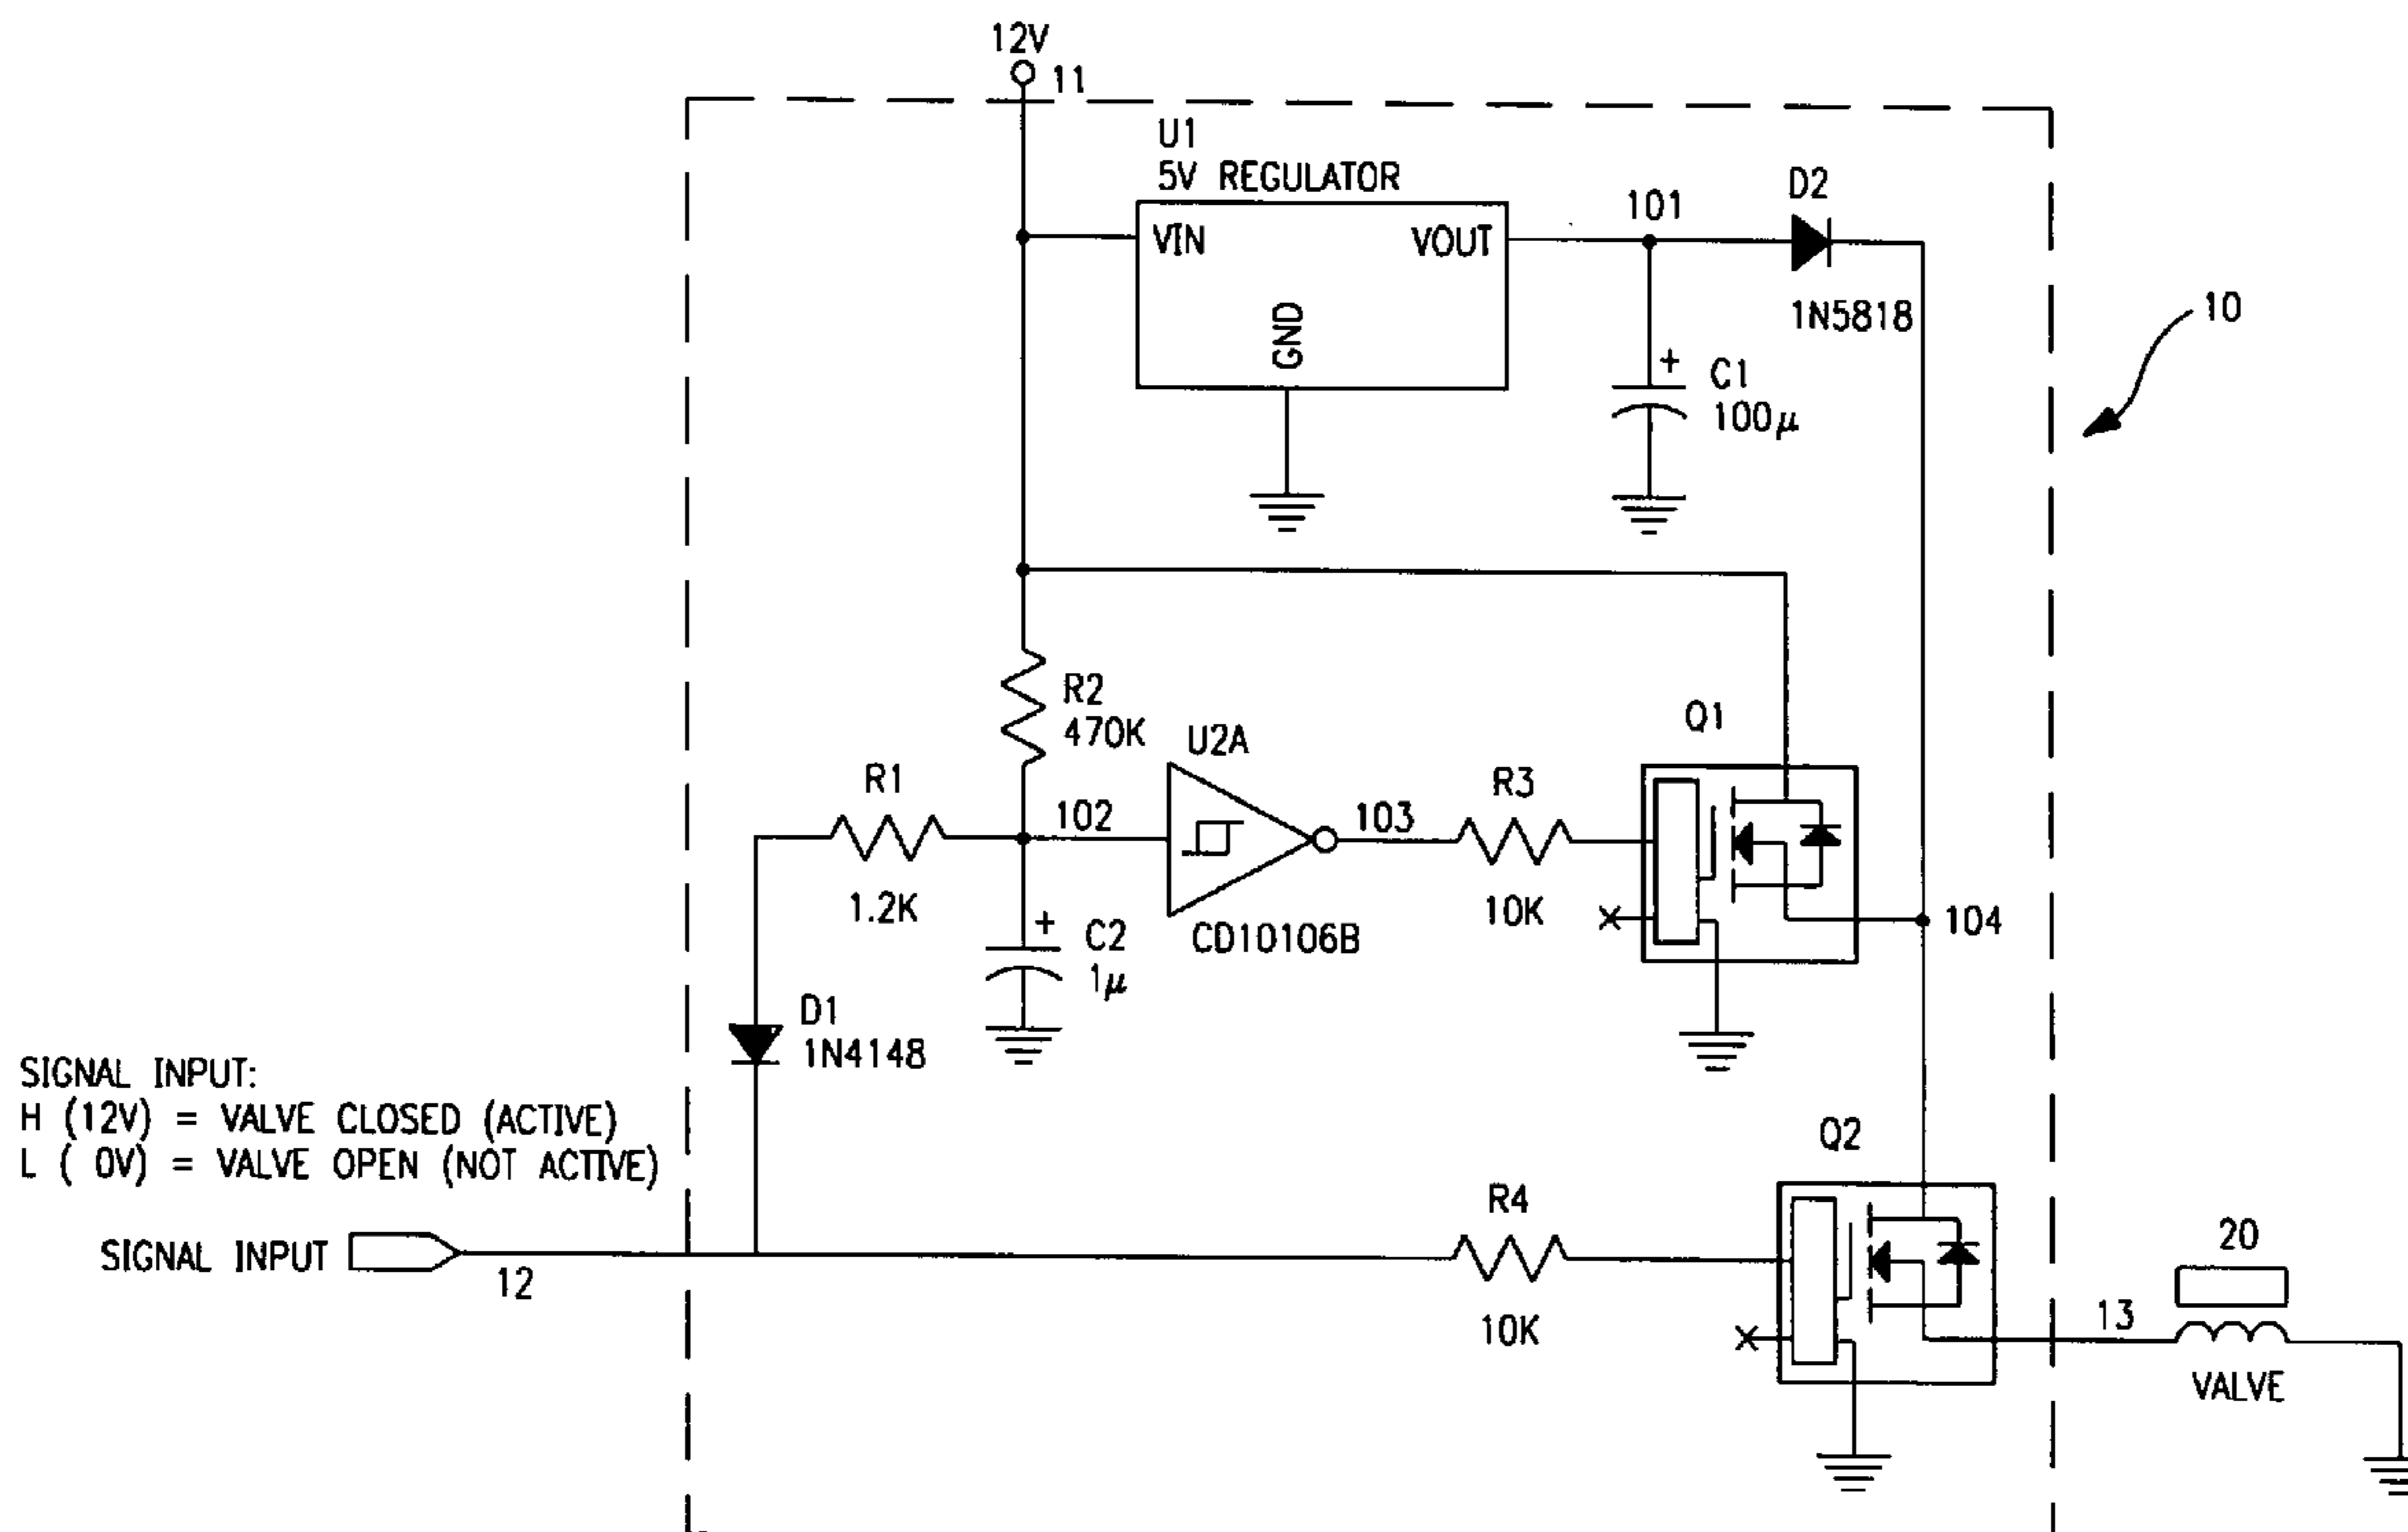 12V
11
U1
5V REGULATOR
VIN
VOUT
GND
101
D2
1N5818
+
C1
100μ
10
R2
470K
U2A
Q1
R1
1.2K
102
103
R3
10K
CD10106B
+
C2
1μ
104
D1
1N4148
SIGNAL INPUT:
H (12V) = VALVE CLOSED (ACTIVE)
L ( 0V) = VALVE OPEN (NOT ACTIVE)
SIGNAL INPUT
12
R4
10K
Q2
20
13
VALVE